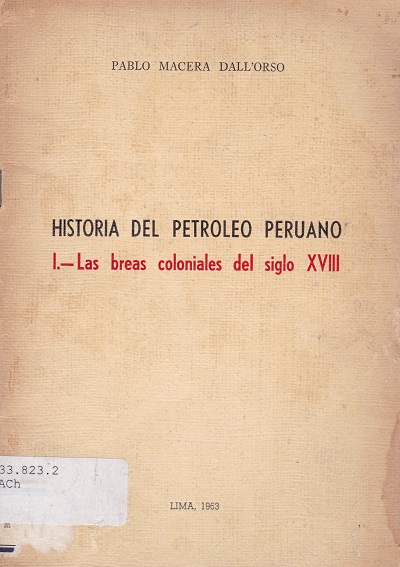 PABLO MACERA DALL'ORSO
HISTORIA DEL PETROLEO PERUANO
I.—Las breas coloniales del siglo XVIII
33.823.2
ACh
LIMA, 1963